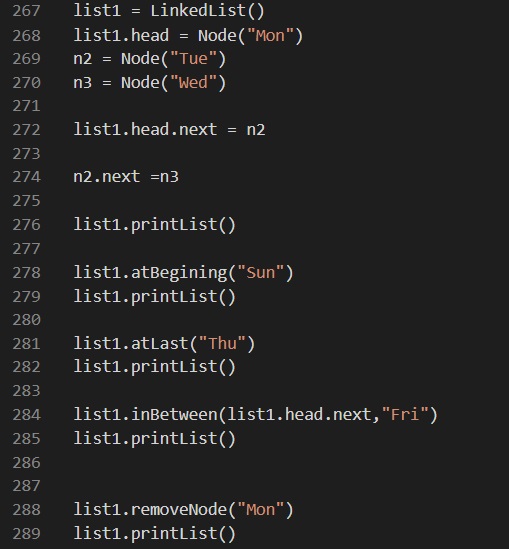 267 list1 = LinkedList()
268 list1.head = Node("Mon")
269 n2 = Node("Tue")
270 n3 = Node("Wed")
271
272 list1.head.next = n2
273
274 n2.next =n3
275
276 list1.printList()
277
278 list1.atBegining("Sun")
279 list1.printList()
280
281 list1.atLast("Thu")
282 list1.printList()
283
284 list1.inBetween(list1.head.next,"Fri")
285 list1.printList()
286
287
288 list1.removeNode("Mon")
289 list1.printList()